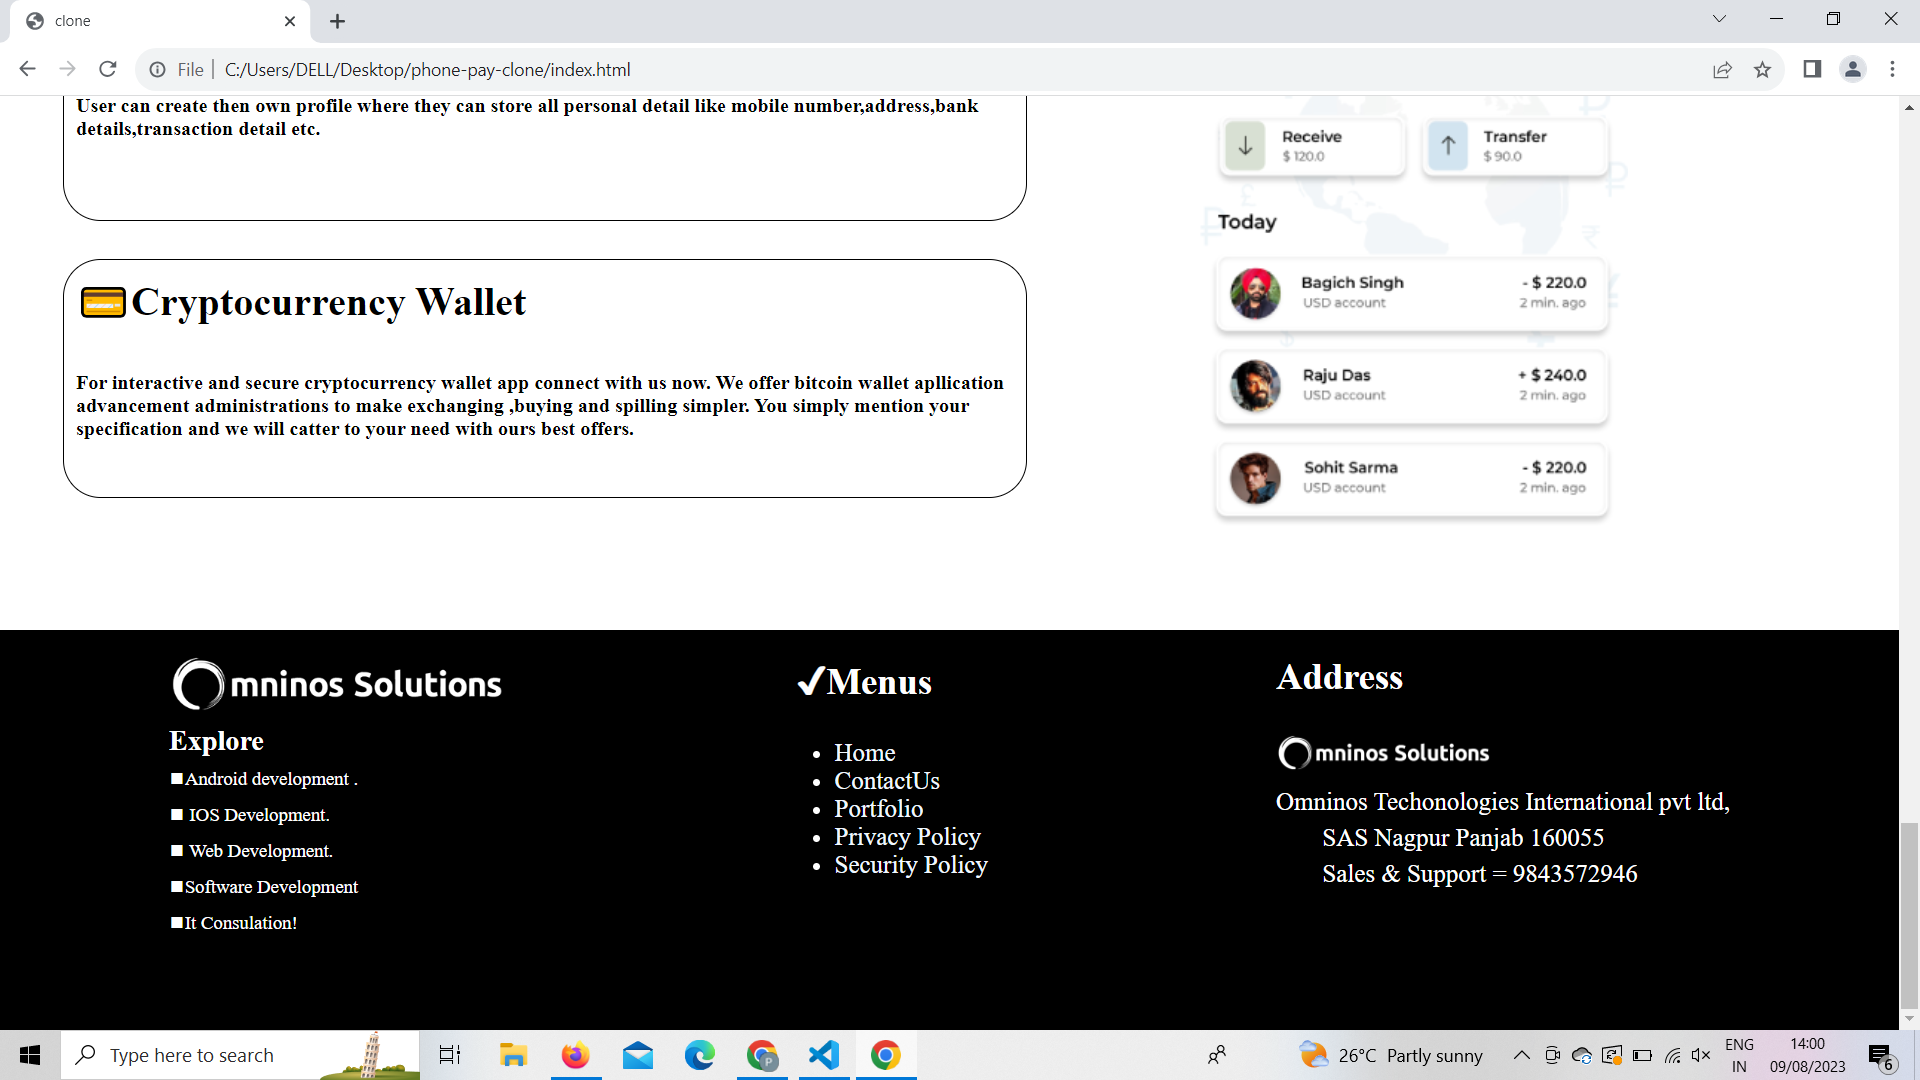 clone
File
C:/Users/DELL/Desktop/phone-pay-clone/index.html
User can create then own profile where they can store all personal detail like mobile number,address,bank
details,transaction detail etc.
Cryptocurrency Wallet
For interactive and secure cryptocurrency wallet app connect with us now. We offer bitcoin wallet apllication
advancement administrations to make exchanging ,buying and spilling simpler. You simply mention your
specification and we will catter to your need with ours best offers.
Receive
$ 120.0
Transfer
$ 90.0
Today
Bagich Singh
- $ 220.0
USD account
2 min. ago
Raju Das
+ $ 240.0
USD account
2 min. ago
Sohit Sarma
- $ 220.0
USD account
2 min. ago
Omninos Solutions
Explore
Android development .
IOS Development.
Web Development.
Software Development
It Consulation!
✔Menus
• Home
• ContactUs
• Portfolio
• Privacy Policy
• Security Policy
Address
Omninos Solutions
Omninos Techonologies International pvt ltd,
SAS Nagpur Panjab 160055
Sales & Support = 9843572946
Type here to search
P
26°C Partly sunny
ENG
IN
14:00
09/08/2023
6